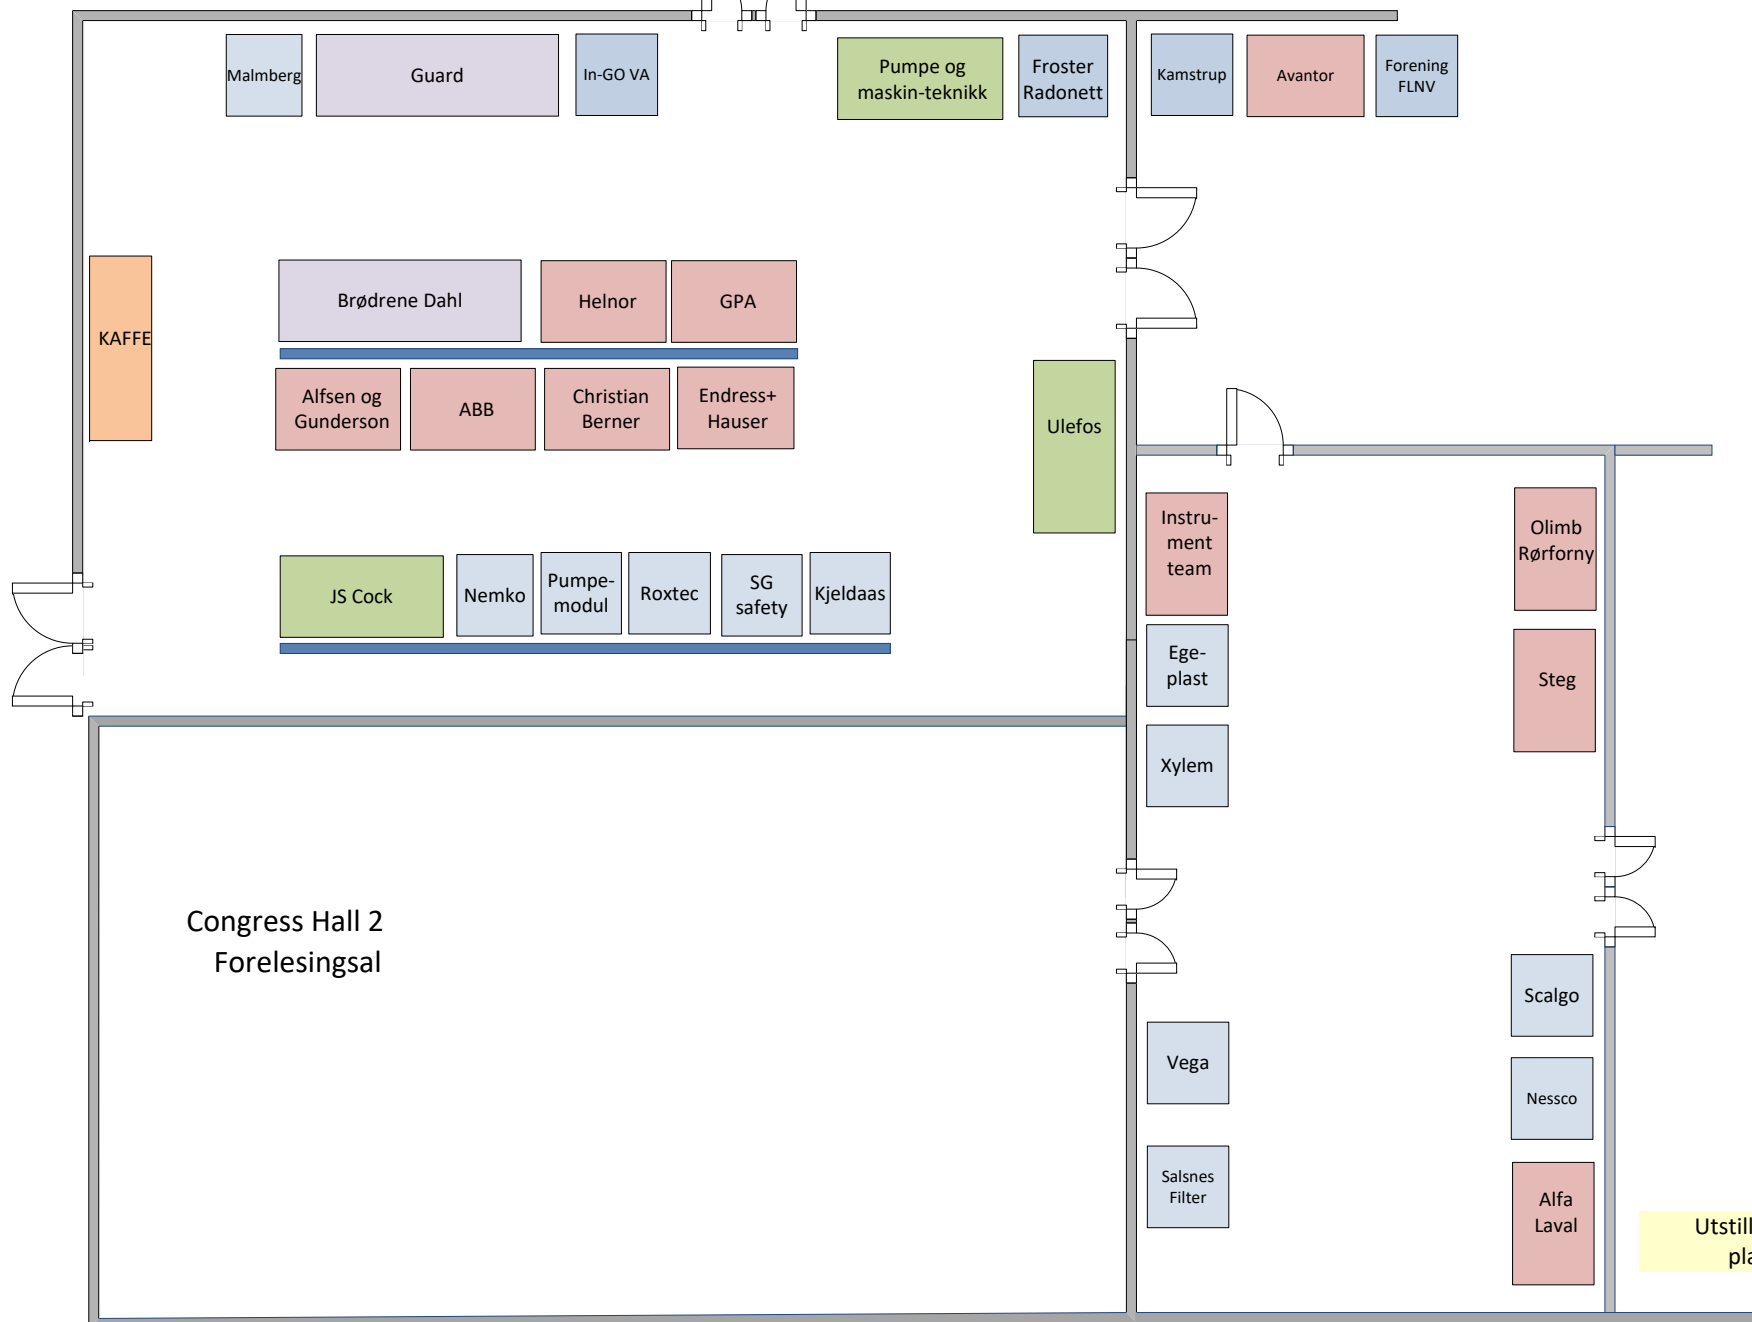 Malmberg
Guard
In-GO VA
Pumpe og
maskin-teknikk
Froster
Radonett
Kamstrup
Avantor
Forening
FLNV
KAFFE
Brødrene Dahl
Helnor
GPA
Alfsen og
Gunderson
ABB
Christian
Berner
Endress+
Hauser
Ulefos
JS Cock
Nemko
Pumpe-
modul
Roxtec
SG
safety
Kjeldaas
Instru-
ment
team
Olimb
Rørforny
Ege-
plast
Steg
Xylem
Congress Hall 2
Forelesingsal
Scalgo
Vega
Nessco
Salsnes
Filter
Alfa
Laval
Utstill
pla